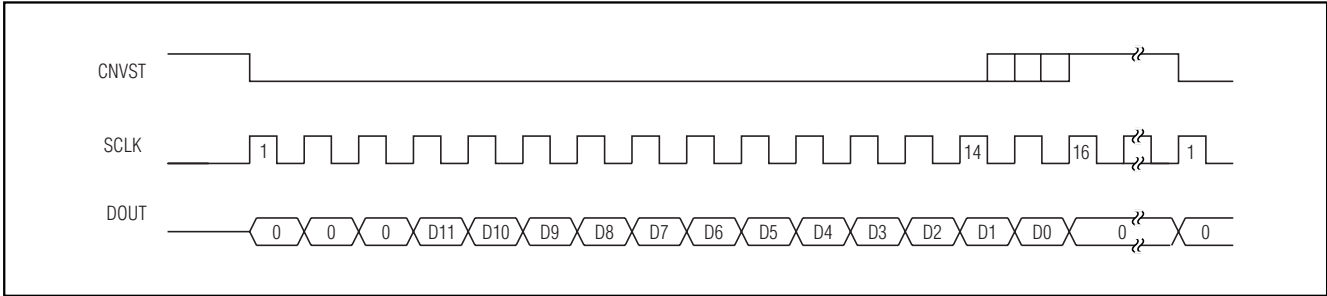 CNVST
SCLK 1 14 16 1
DOUT 0 0 0 D11 D10 D9 D8 D7 D6 D5 D4 D3 D2 D1 D0 0 0